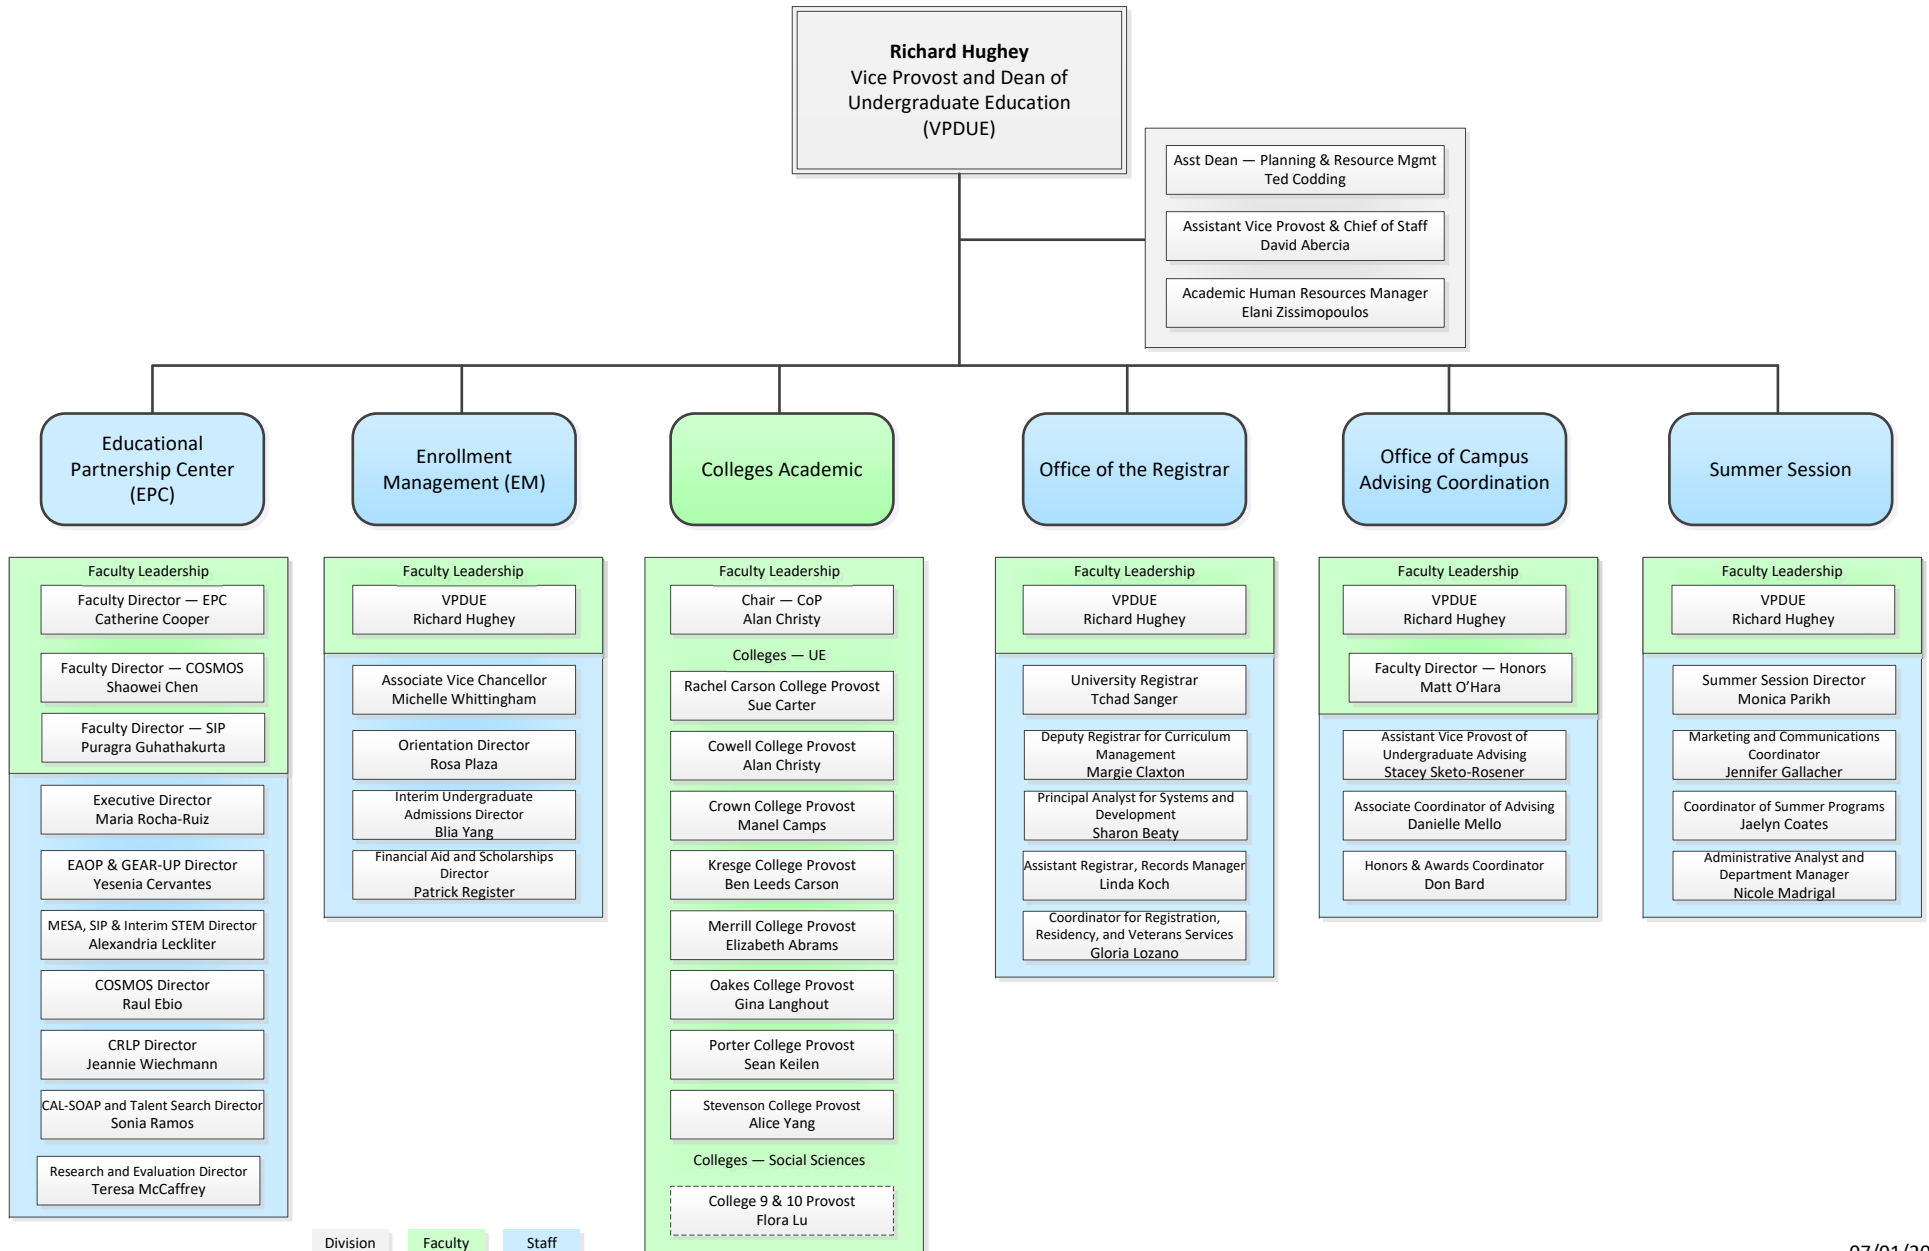 Richard Hughey
Vice Provost and Dean of
Undergraduate Education
(VPDUE)
Asst Dean — Planning & Resource Mgmt
Ted Codding
Assistant Vice Provost & Chief of Staff
David Abercia
Academic Human Resources Manager
Elani Zissimopoulos
Educational
Partnership Center
(EPC)
Enrollment
Management (EM)
Colleges Academic
Office of the Registrar
Office of Campus
Advising Coordination
Summer Session
Faculty Leadership
Faculty Director — EPC
Catherine Cooper
Faculty Director — COSMOS
Shaowei Chen
Faculty Director — SIP
Puragra Guhathakurta
Executive Director
Maria Rocha-Ruiz
EAOP & GEAR-UP Director
Yesenia Cervantes
MESA, SIP & Interim STEM Director
Alexandria Leckliter
COSMOS Director
Raul Ebio
CRLP Director
Jeannie Wiechmann
CAL-SOAP and Talent Search Director
Sonia Ramos
Research and Evaluation Director
Teresa McCaffrey
Faculty Leadership
VPDUE
Richard Hughey
Associate Vice Chancellor
Michelle Whittingham
Orientation Director
Rosa Plaza
Interim Undergraduate
Admissions Director
Blia Yang
Financial Aid and Scholarships
Director
Patrick Register
Faculty Leadership
Chair — CoP
Alan Christy
Colleges — UE
Rachel Carson College Provost
Sue Carter
Cowell College Provost
Alan Christy
Crown College Provost
Manel Camps
Kresge College Provost
Ben Leeds Carson
Merrill College Provost
Elizabeth Abrams
Oakes College Provost
Gina Langhout
Porter College Provost
Sean Keilen
Stevenson College Provost
Alice Yang
Colleges — Social Sciences
College 9 & 10 Provost
Flora Lu
Faculty Leadership
VPDUE
Richard Hughey
University Registrar
Tchad Sanger
Deputy Registrar for Curriculum
Management
Margie Claxton
Principal Analyst for Systems and
Development
Sharon Beaty
Assistant Registrar, Records Manager
Linda Koch
Coordinator for Registration,
Residency, and Veterans Services
Gloria Lozano
Faculty Leadership
VPDUE
Richard Hughey
Faculty Director — Honors
Matt O’Hara
Assistant Vice Provost of
Undergraduate Advising
Stacey Sketo-Rosener
Associate Coordinator of Advising
Danielle Mello
Honors & Awards Coordinator
Don Bard
Faculty Leadership
VPDUE
Richard Hughey
Summer Session Director
Monica Parikh
Marketing and Communications
Coordinator
Jennifer Gallacher
Coordinator of Summer Programs
Jaelyn Coates
Administrative Analyst and
Department Manager
Nicole Madrigal
Division
Faculty
Staff